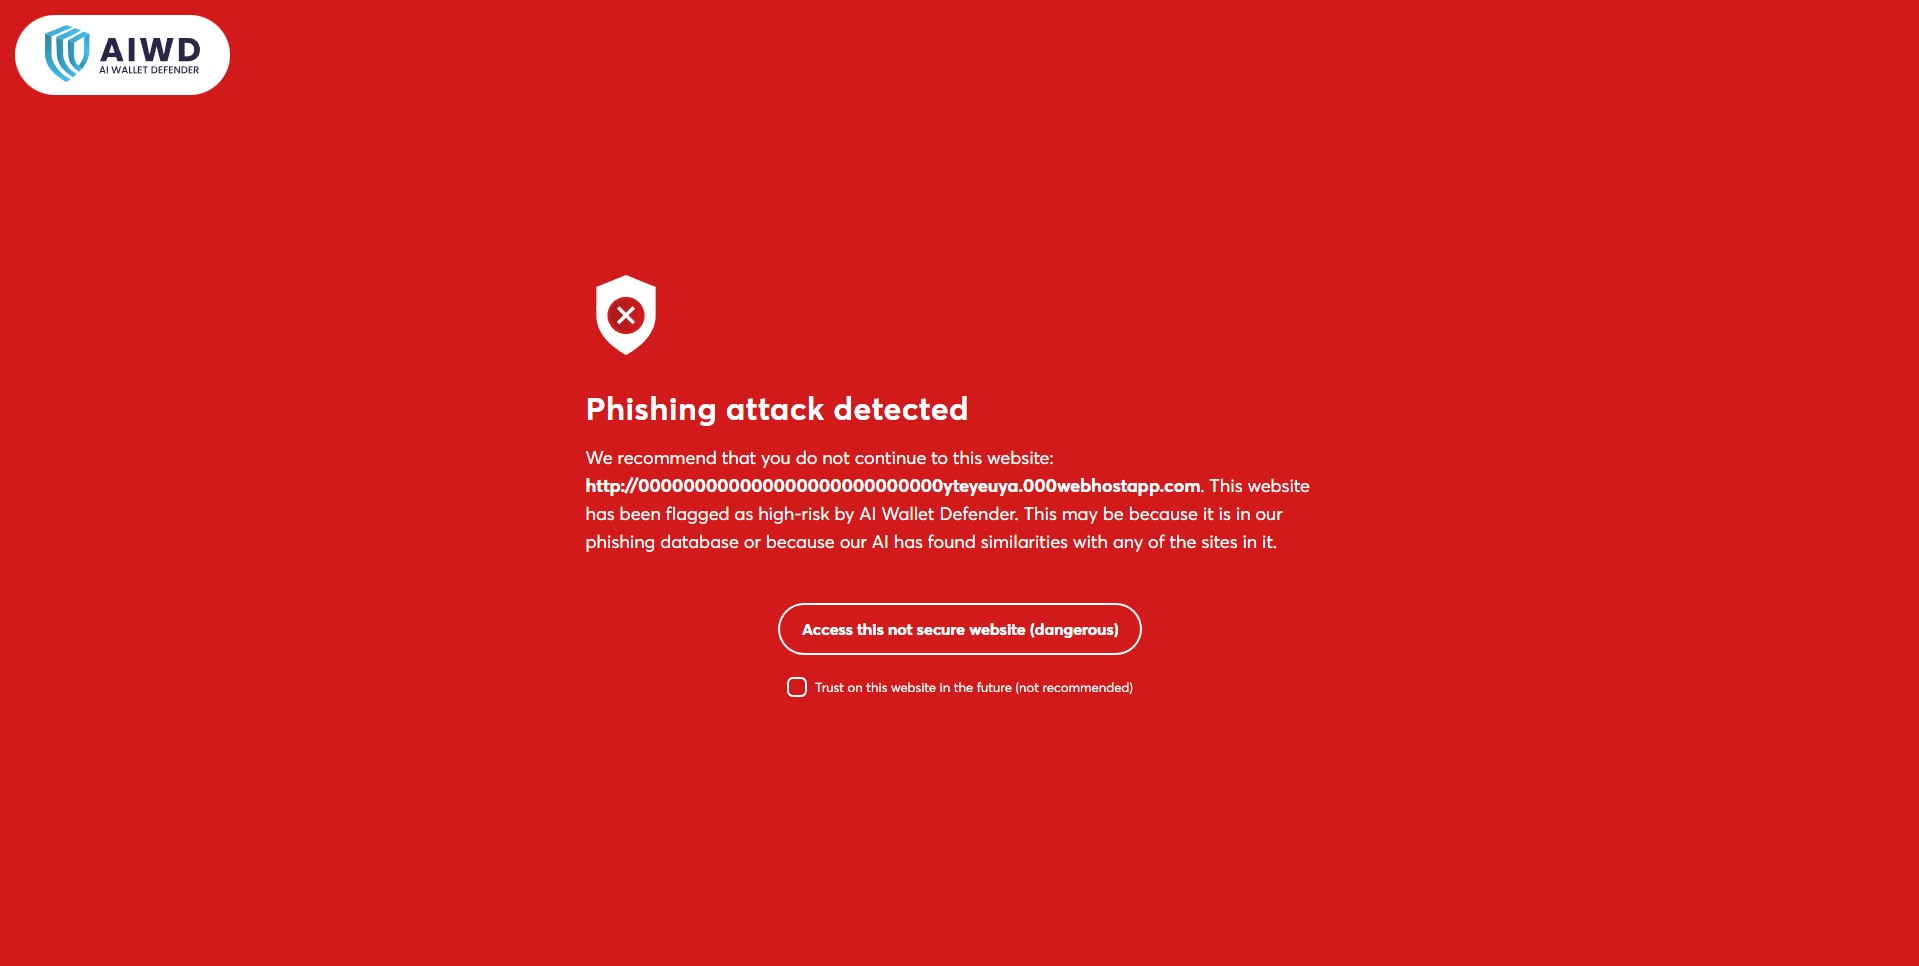 AIWD
AI WALLET DEFENDER
Phishing attack detected
We recommend that you do not continue to this website:
http://000000000000000000000000000yteyeuya.000webhostapp.com. This website
has been flagged as high-risk by AI Wallet Defender. This may be because it is in our
phishing database or because our AI has found similarities with any of the sites in it.
Access this not secure website (dangerous)
Trust on this website in the future (not recommended)